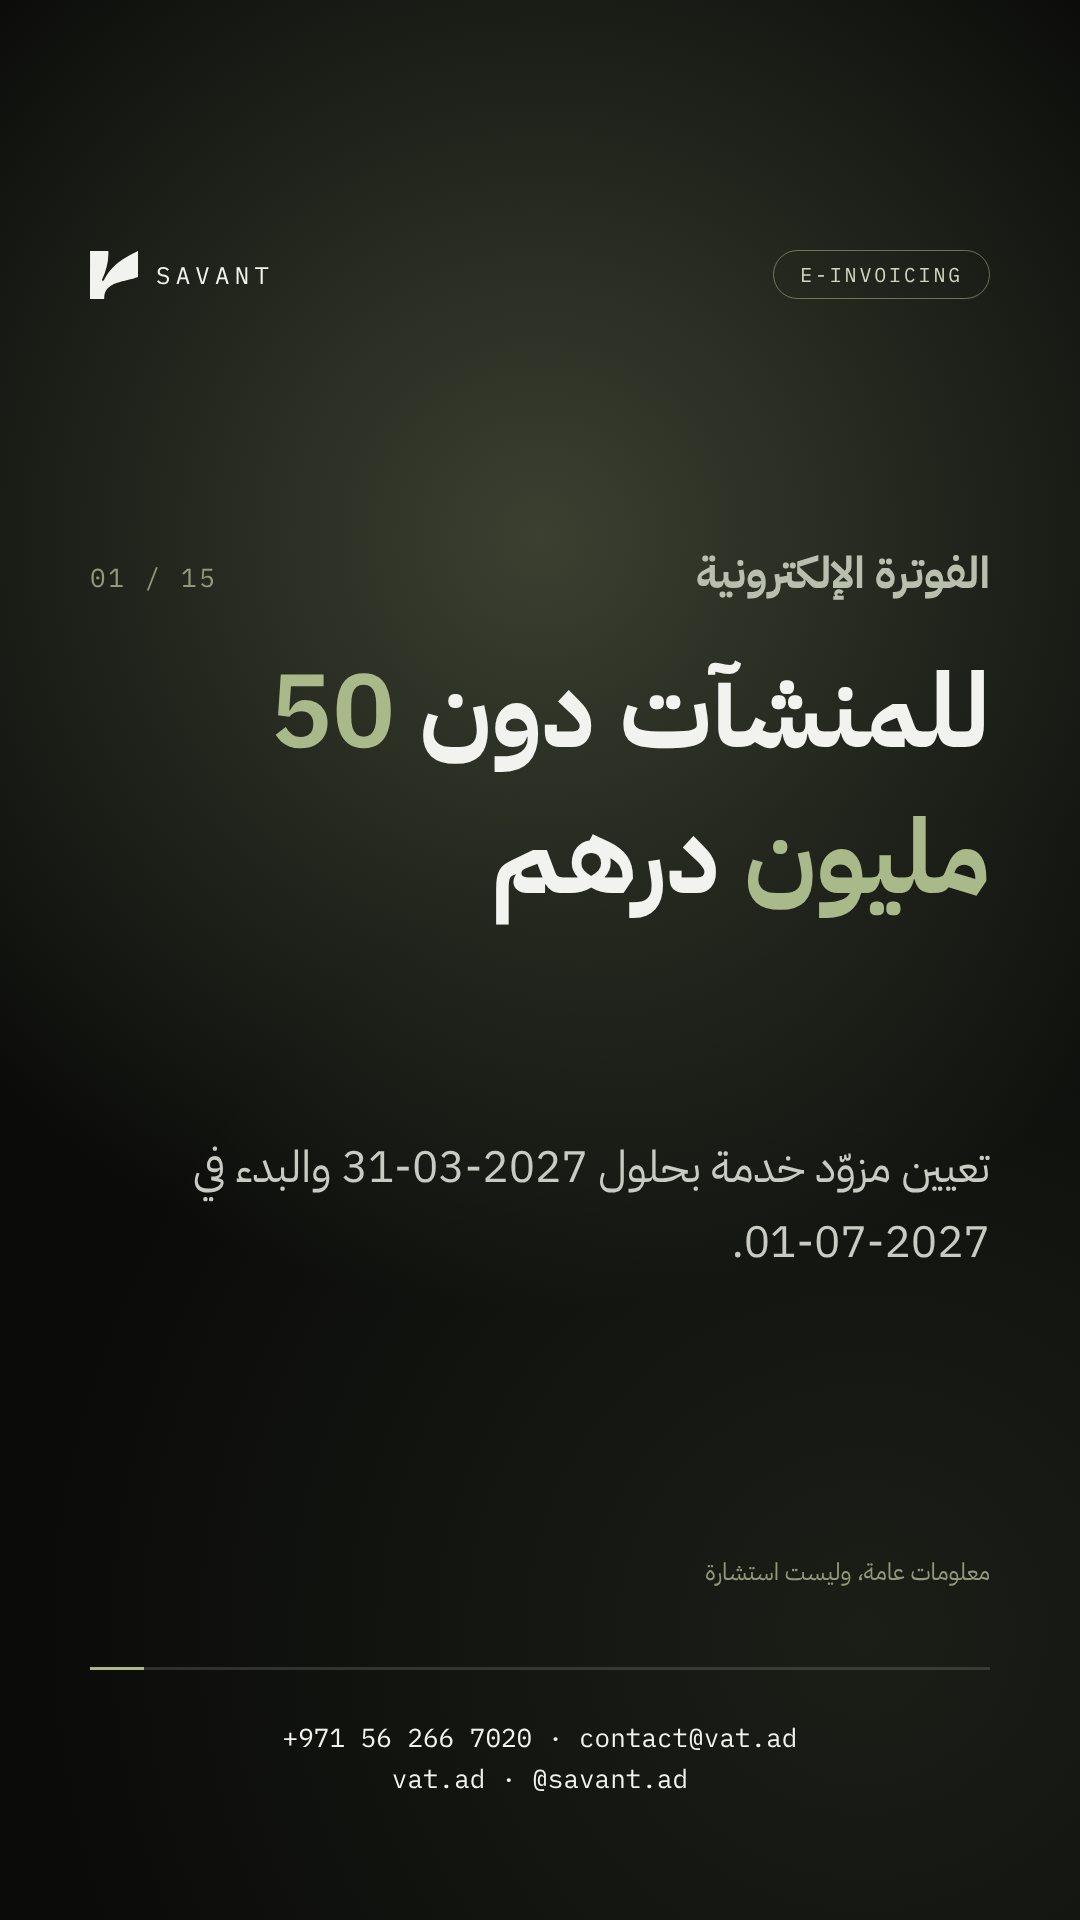 SAVANT
E-INVOICING
الفوترة الإلكترونية
01 / 15
للمنشآت دون 50
مليون درهم
تعيين مزوّد خدمة بحلول 31-03-2027 والبدء في
01-07-2027.
معلومات عامة، وليست استشارة
+971 56 266 7020 · contact@vat.ad
vat.ad · @savant.ad